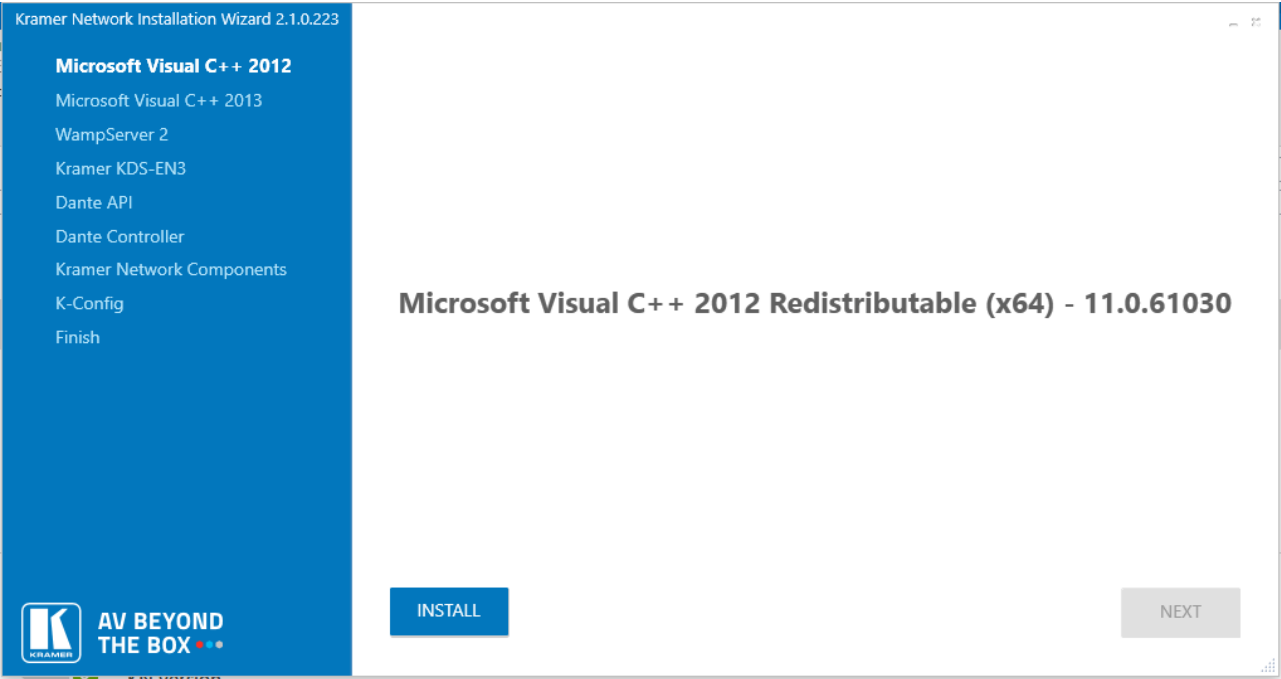 Kramer Network Installation Wizard 2.1.0.223
Microsoft Visual C++ 2012
Microsoft Visual C++ 2013
WampServer 2
Kramer KDS-EN3
Dante API
Dante Controller
Kramer Network Components
K-Config
Finish
Microsoft Visual C++ 2012 Redistributable (x64) - 11.0.61030
INSTALL
NEXT
K
KRAMER
AV BEYOND
THE BOX